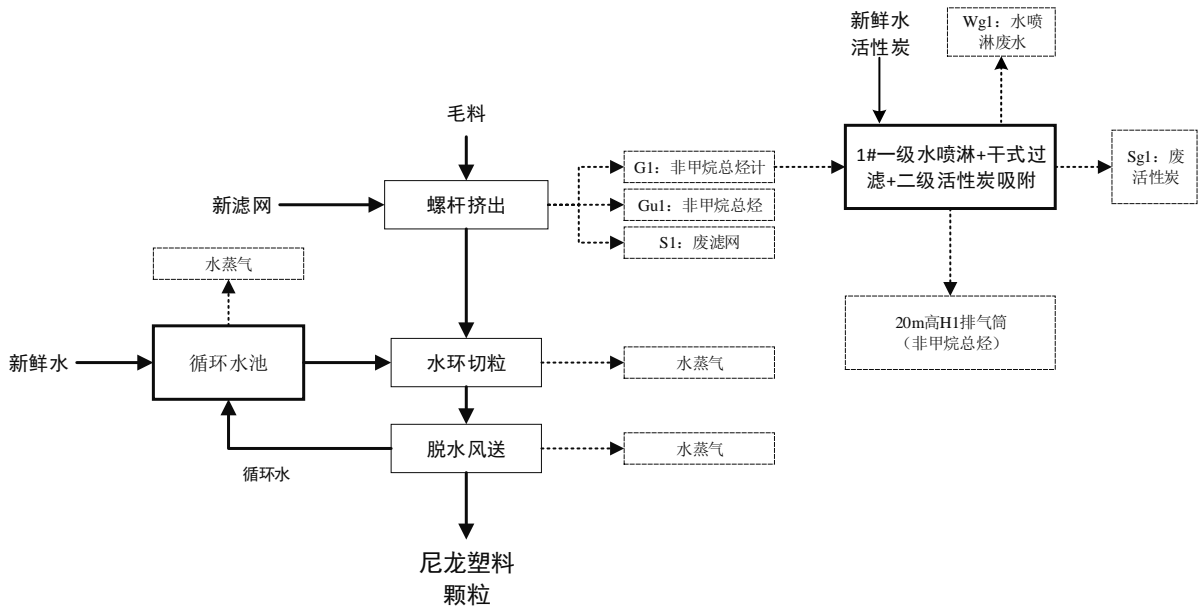 新鲜水
活性炭
Wg1：水喷
淋废水
毛料
G1：非甲烷总烃计
1#一级水喷淋+干式过
滤+二级活性炭吸附
Sg1：废
活性炭
新滤网
螺杆挤出
Gu1：非甲烷总烃
S1：废滤网
水蒸气
20m高H1排气筒
（非甲烷总烃）
新鲜水
循环水池
水环切粒
水蒸气
脱水风送
水蒸气
循环水
尼龙塑料
颗粒